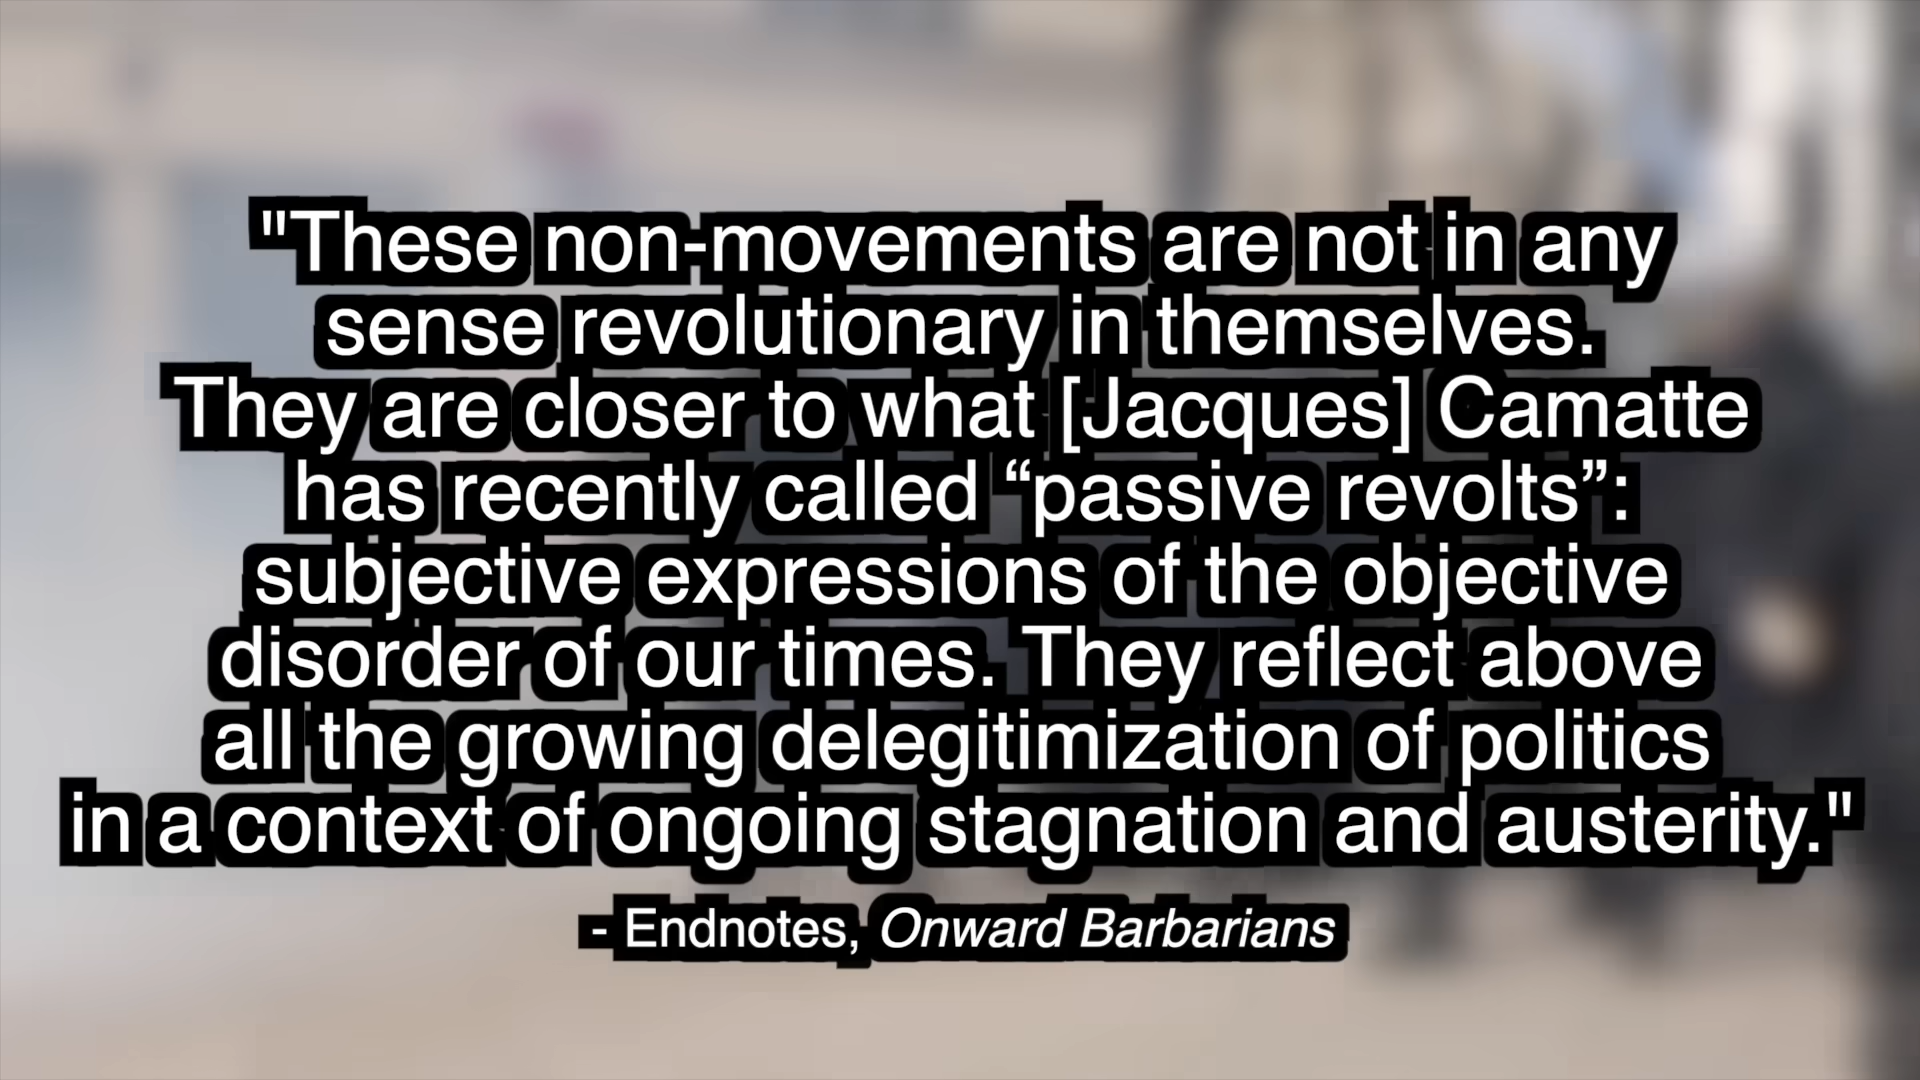 "These non-movements are not in any
sense revolutionary in themselves.
They are closer to what [Jacques] Camatte
has recently called “passive revolts”:
subjective expressions of the objective
disorder of our times. They reflect above
all the growing delegitimization of politics
in a context of ongoing stagnation and austerity."
- Endnotes, Onward Barbarians